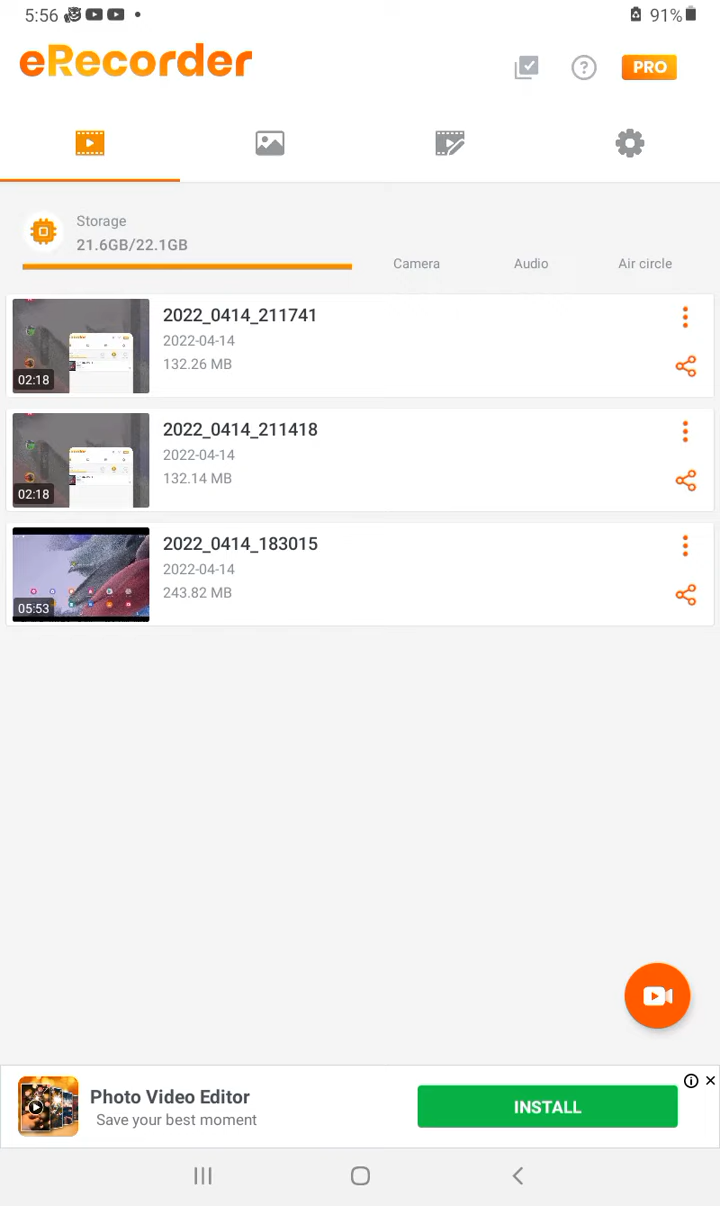 5:56
91%
eRecorder
PRO
Storage
21.6GB/22.1GB
Camera
Audio
Air circle
2022_0414_211741
2022-04-14
132.26 MB
02:18
2022_0414_211418
2022-04-14
132.14 MB
02:18
2022_0414_183015
2022-04-14
243.82 MB
05:53
Photo Video Editor
Save your best moment
INSTALL